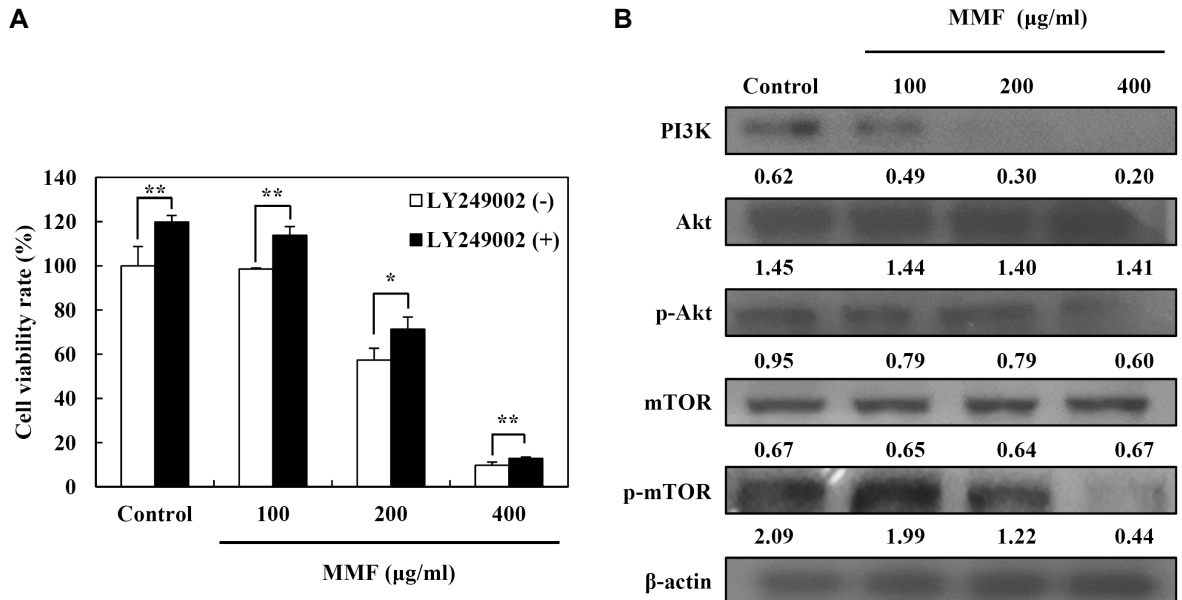 A
140
120
100
80
60
40
20
0
Cell viability rate (%)
LY249002 (-)
LY249002 (+)
**
**
*
**
Control 100 200 400
MMF (µg/ml)
B
MMF (µg/ml)
Control 100 200 400
PI3K
0.62 0.49 0.30 0.20
Akt
1.45 1.44 1.40 1.41
p-Akt
0.95 0.79 0.79 0.60
mTOR
0.67 0.65 0.64 0.67
p-mTOR
2.09 1.99 1.22 0.44
β-actin